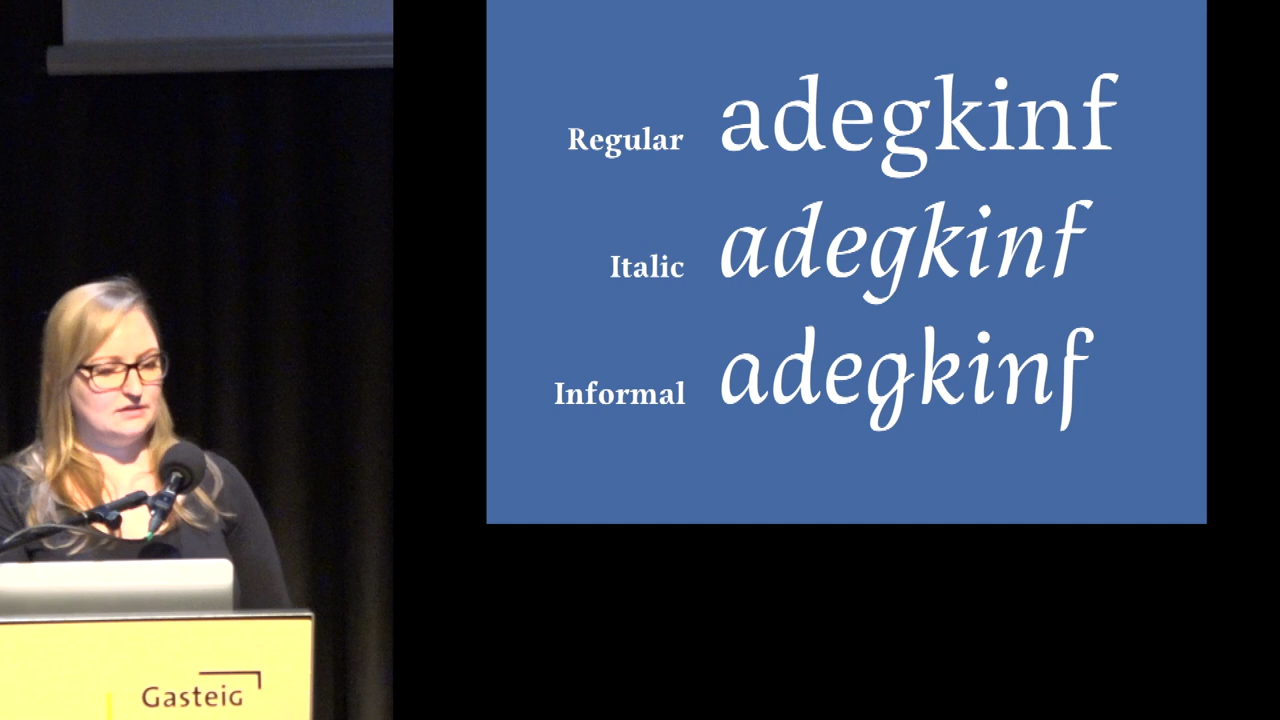 Regular adegkinf
Italic adegkinf
Informal adegkinf
Gasteig